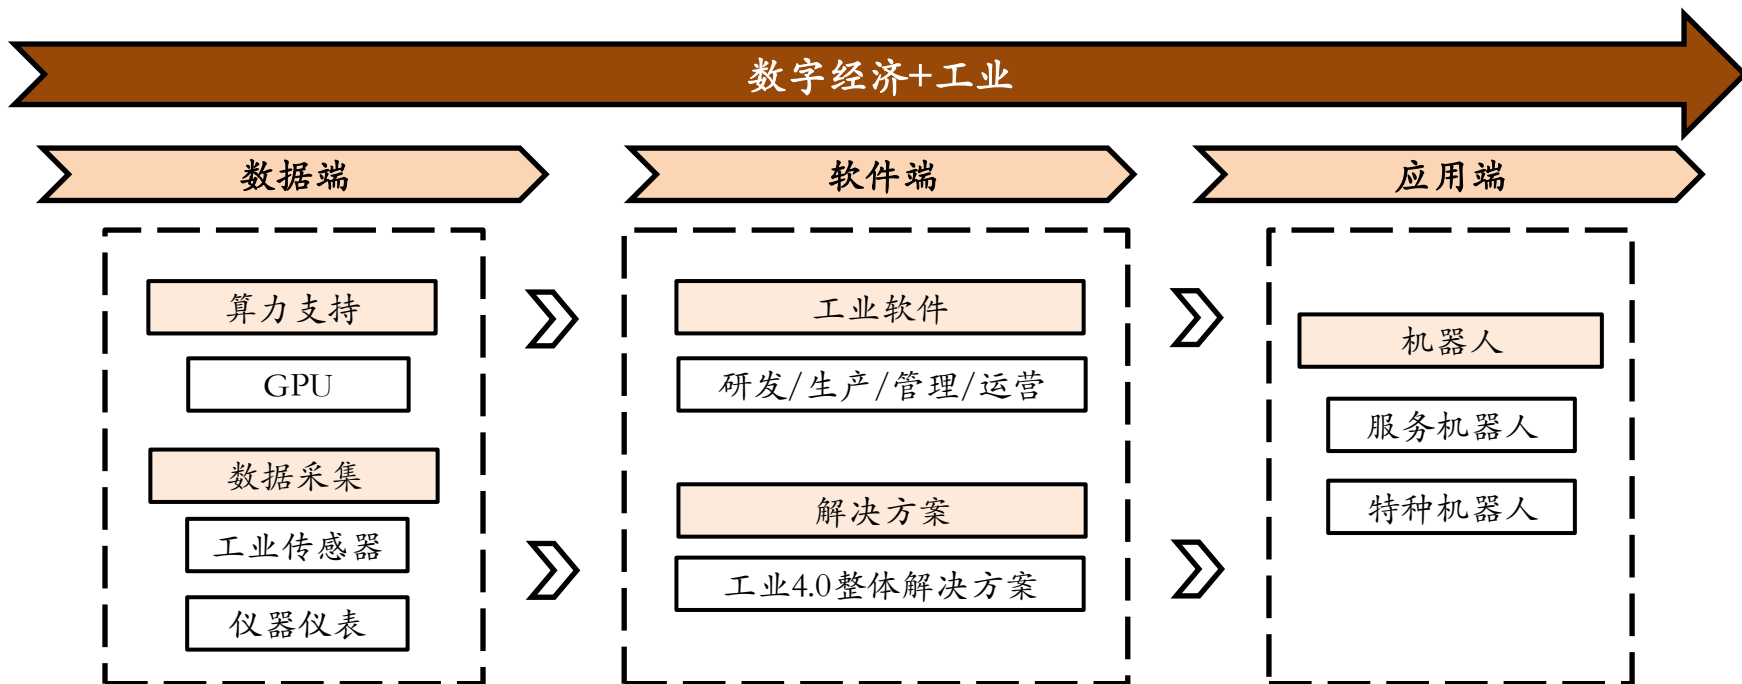 数字经济+工业
数据端
软件端
应用端
算力支持
GPU
数据采集
工业传感器
仪器仪表
工业软件
研发/生产/管理/运营
解决方案
工业4.0整体解决方案
机器人
服务机器人
特种机器人